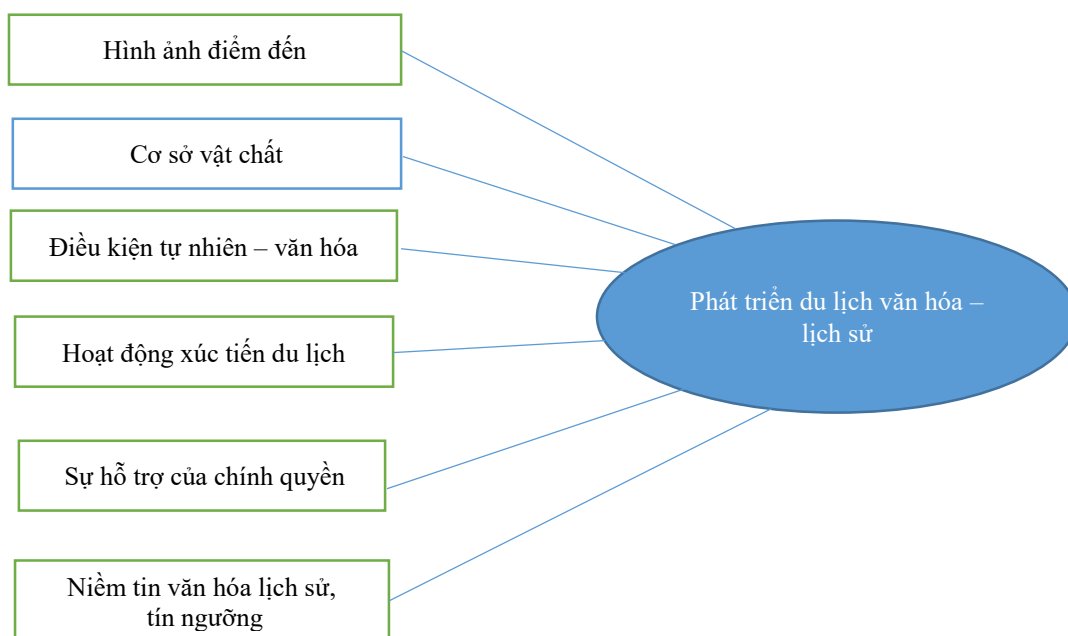 Hình ảnh điểm đến
Cơ sở vật chất
Điều kiện tự nhiên – văn hóa
Hoạt động xúc tiến du lịch
Sự hỗ trợ của chính quyền
Niềm tin văn hóa lịch sử,
tín ngưỡng
Phát triển du lịch văn hóa –
lịch sử